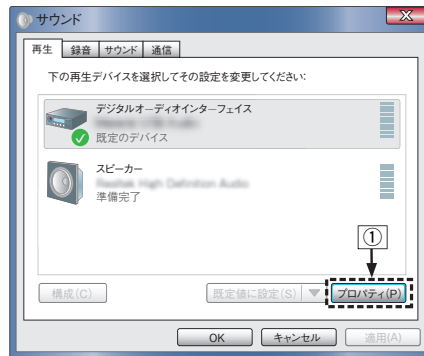 サウンド
再生 録音 サウンド 通信
下の再生デバイスを選択してその設定を変更してください:
デジタルオーディオインターフェイス
既定のデバイス
スピーカー
Realtek High Definition Audio
準備完了
①
構成(C) 既定値に設定(S) プロパティ(P)
OK キャンセル 適用(A)